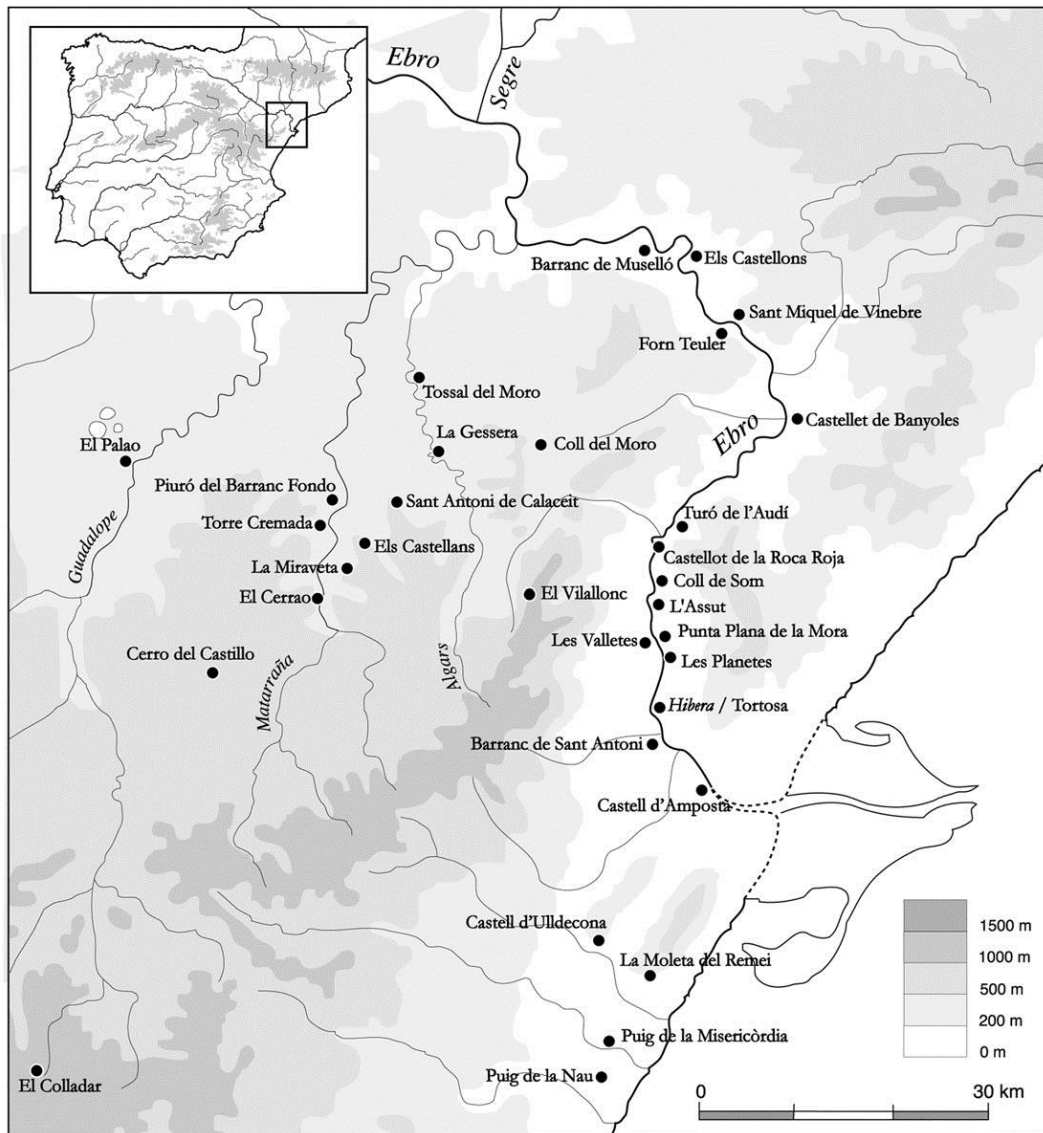 Ebro
Segre
Barranc de Muselló
Els Castellons
Sant Miquel de Vinebre
Forn Teuler
Tossal del Moro
Castellet de Banyoles
Ebro
La Gessera
Coll del Moro
El Palao
Piuró del Barranc Fondo
Sant Antoni de Calaceit
Torre Cremada
Turó de l'Audí
Guadalope
Els Castellans
Castellot de la Roca Roja
La Miraveta
Coll de Som
El Cerrao
El Vilallonc
L'Assut
Les Valletes
Punta Plana de la Mora
Cerro del Castillo
Les Planetes
Matarraña
Algars
Hibera / Tortosa
Barranc de Sant Antoni
Castell d'Amposta
Castell d'Ulldecona
La Moleta del Remei
Puig de la Misericòrdia
Puig de la Nau
El Colladar
1500 m
1000 m
500 m
200 m
0 m
0
30 km